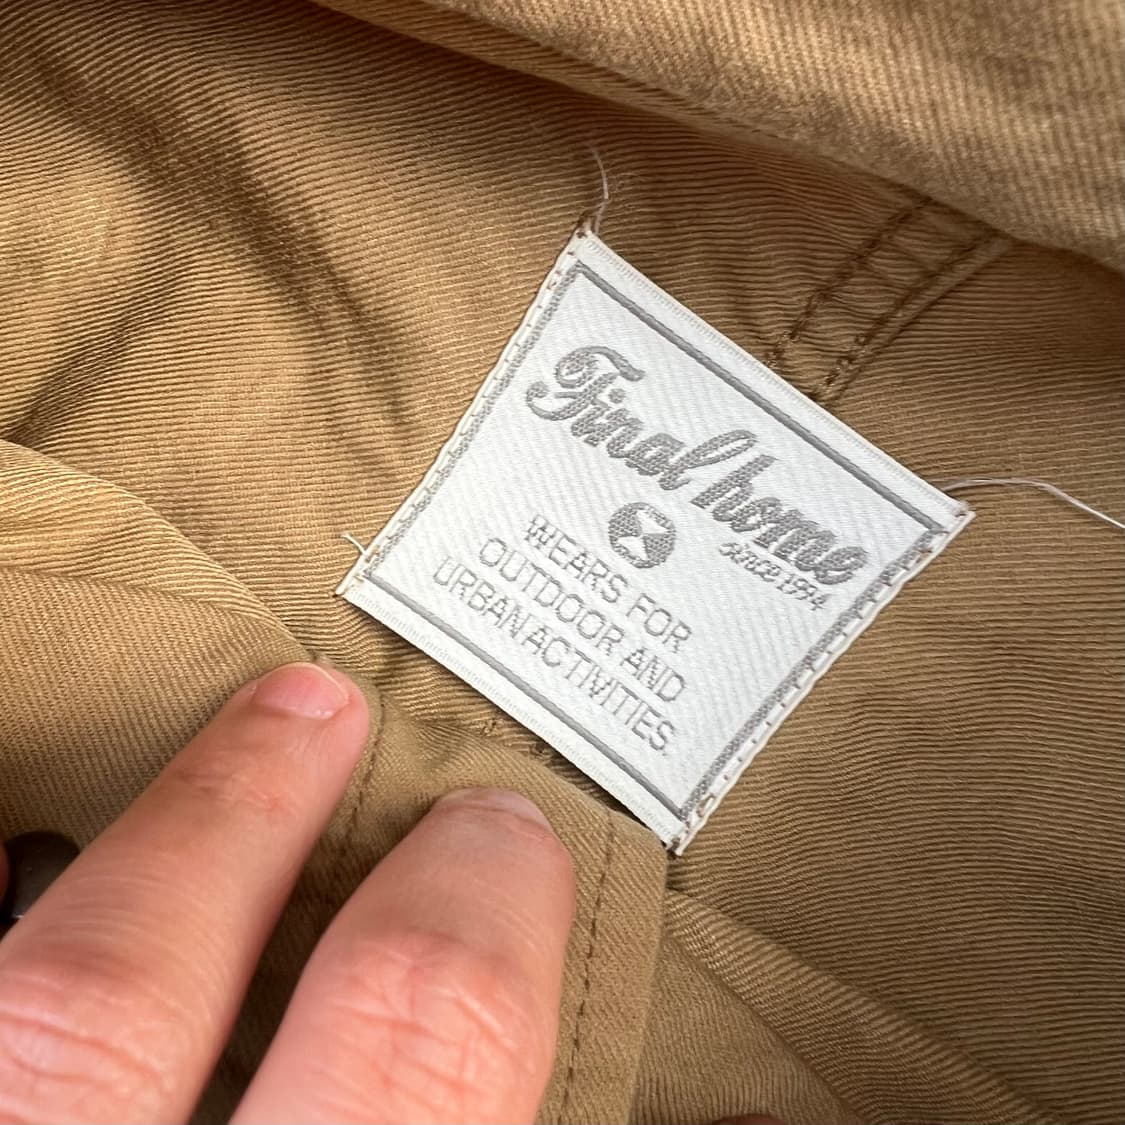 Final home
SINCE 1994
WEARS FOR
OUTDOOR AND
URBAN ACTIVITIES.